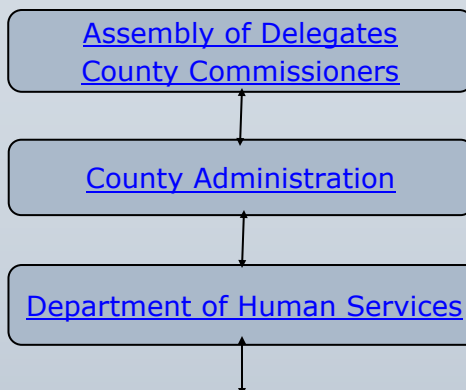 Assembly of Delegates
County Commissioners
County Administration
Department of Human Services